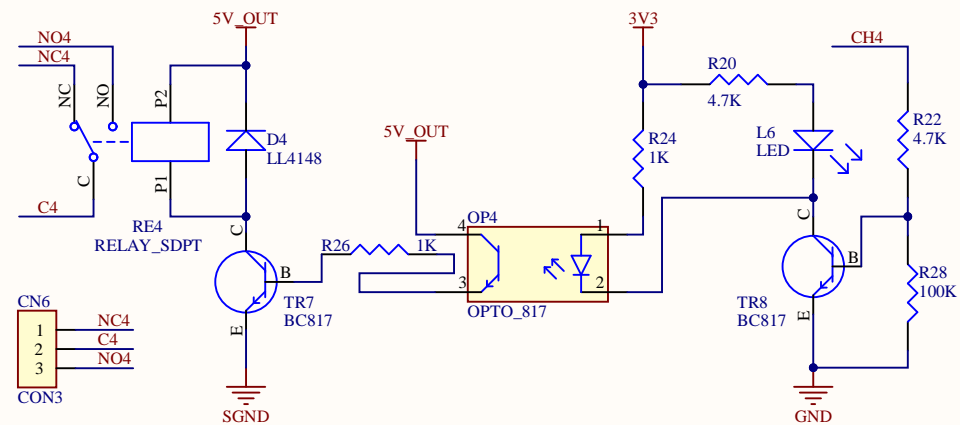 5V_OUT
3V3
NO4
CH4
NC4
R20
NC
NO
P2
4.7K
R22
4.7K
5V_OUT
D4
LL4148
R24
1K
L6
LED
C
P1
C4
RE4
RELAY_SDPT
C
OP4
4
1
C
R26
1K
B
3
2
B
R28
100K
OPTO_817
TR7
BC817
TR8
BC817
E
E
CN6
1
NC4
2
C4
3
NO4
CON3
SGND
GND